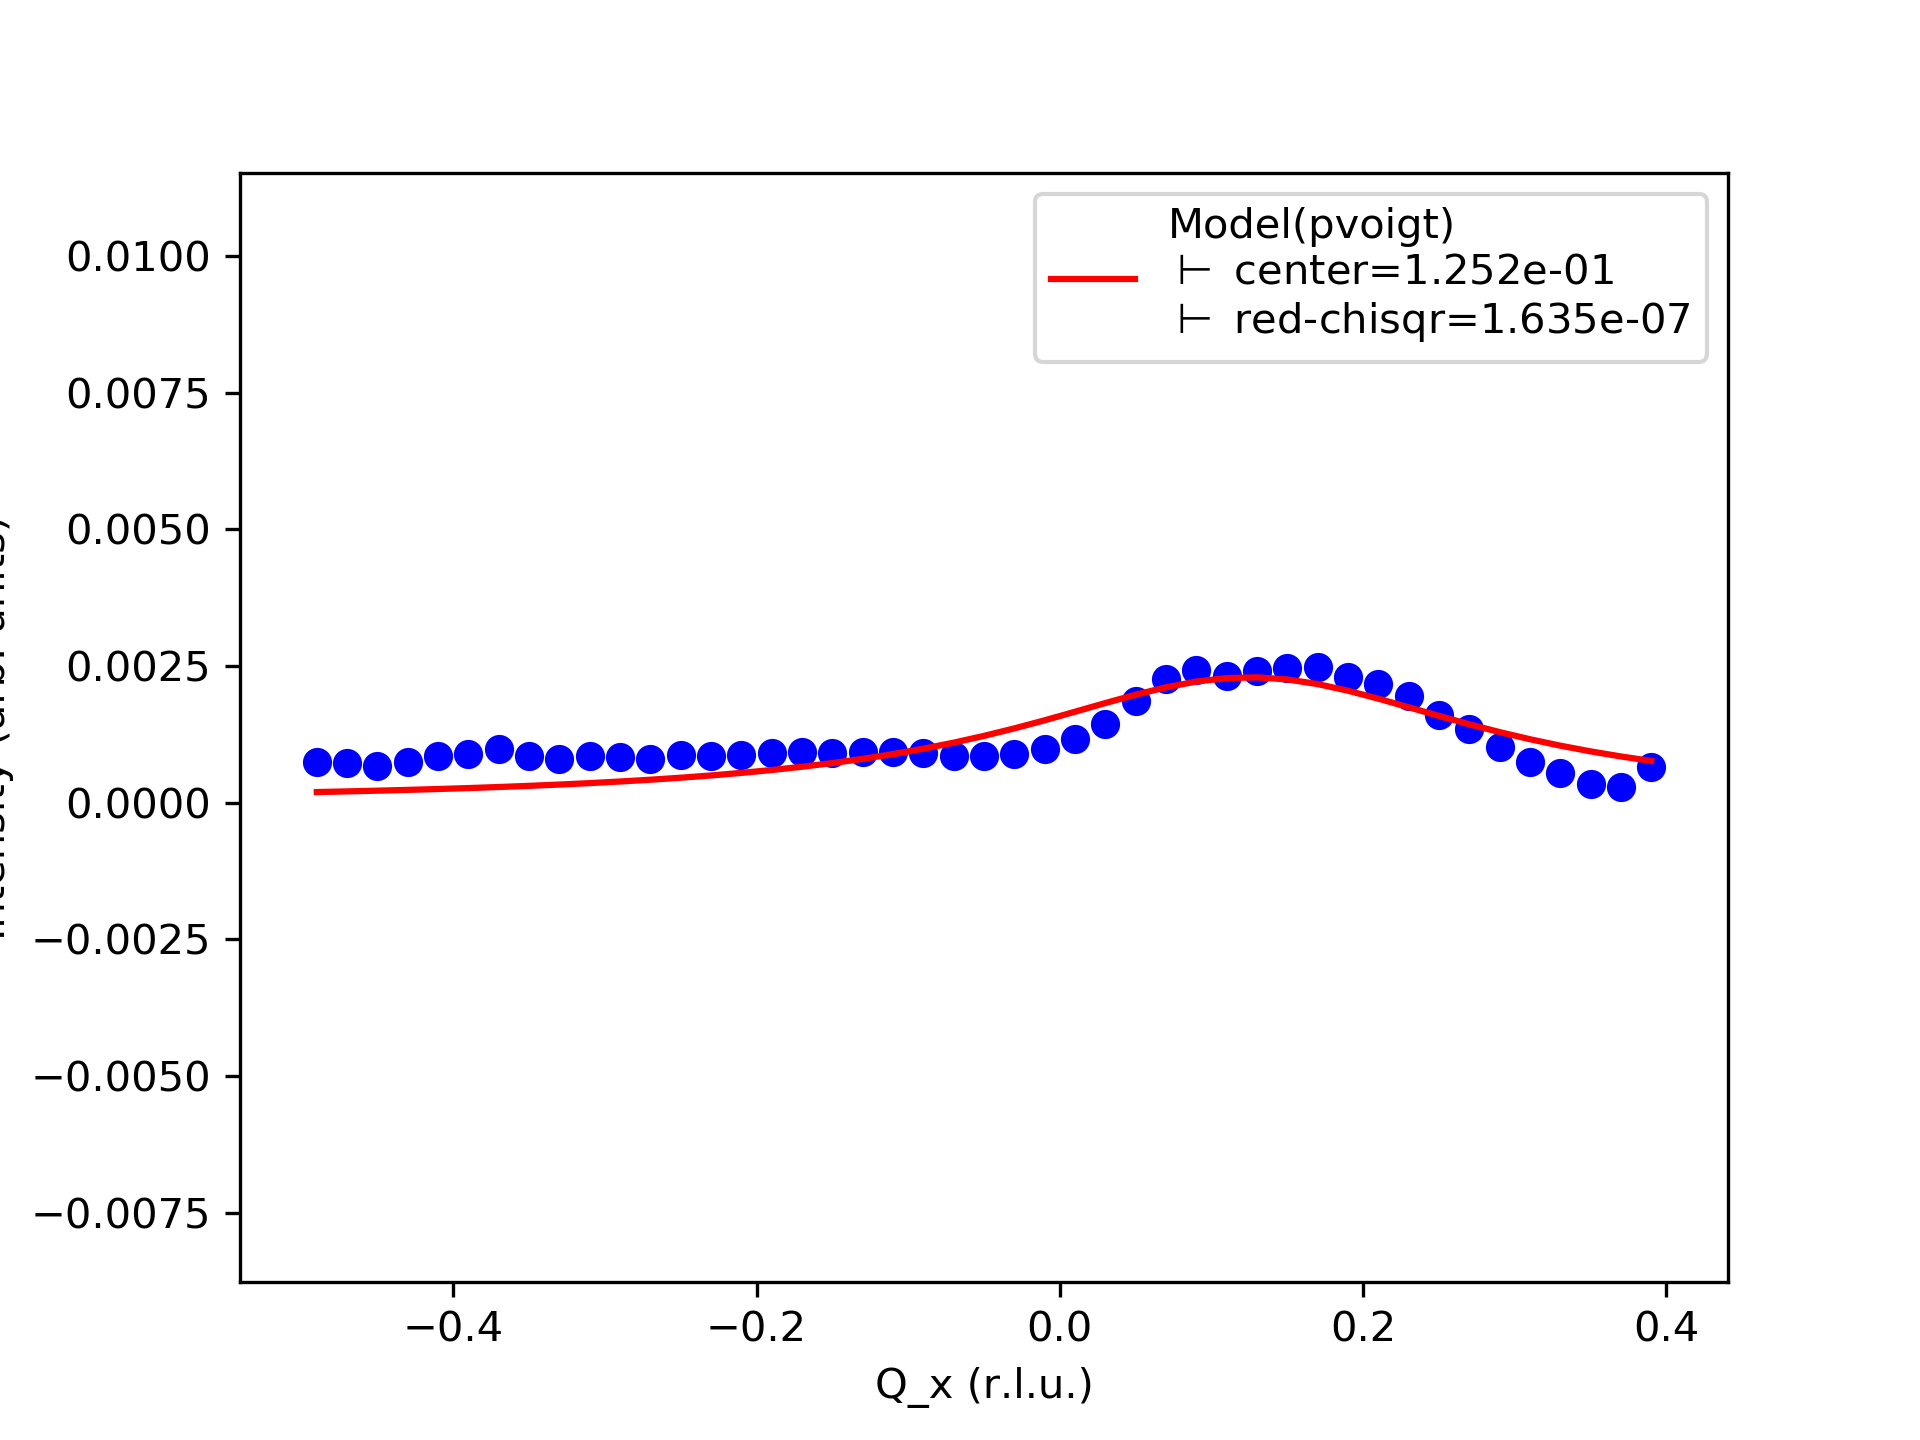 Model(pvoigt)
⊢ center=1.252e-01
⊢ red-chisqr=1.635e-07
0.0100
0.0075
0.0050
0.0025
0.0000
−0.0025
−0.0050
−0.0075
−0.4 −0.2 0.0 0.2 0.4
Q_x (r.l.u.)